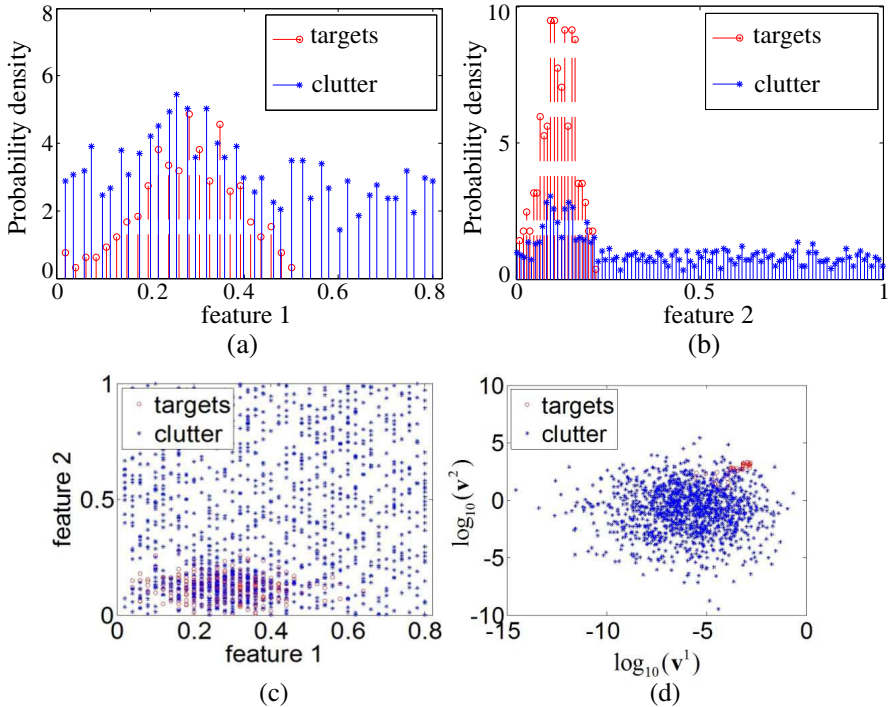 Probability density
8
6
4
2
0
targets
clutter
0
0.2
0.4
0.6
0.8
feature 1
(a)
Probability density
10
5
0
targets
clutter
0
0.5
1
feature 2
(b)
feature 2
1
0.5
0
targets
clutter
0
0.2
0.4
0.6
0.8
feature 1
(c)
log₁₀(v²)
10
5
0
-5
-10
targets
clutter
-15
-10
-5
0
log₁₀(v¹)
(d)